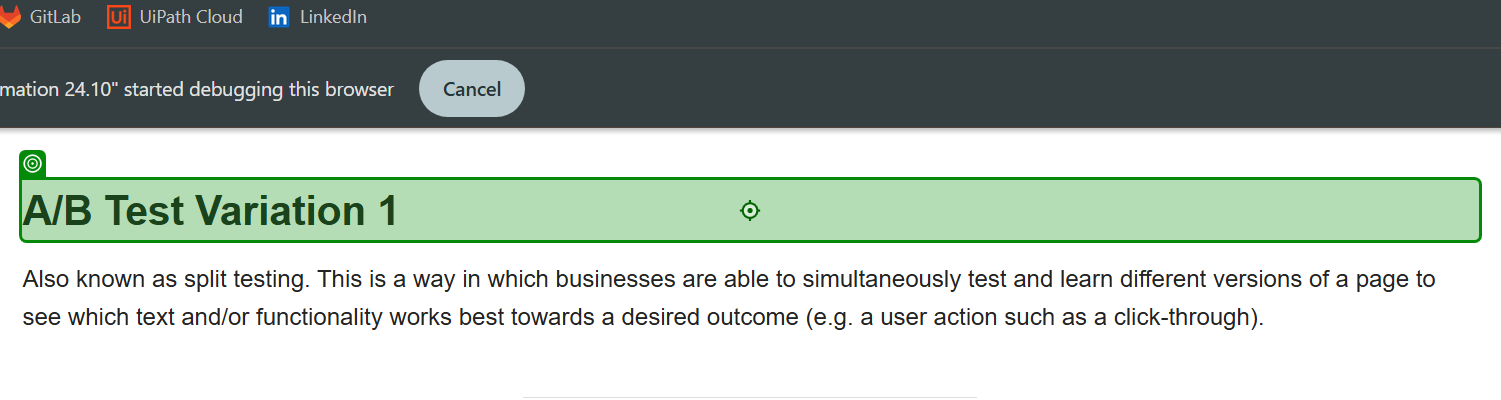 GitLab Ui UiPath Cloud in LinkedIn
mation 24.10" started debugging this browser Cancel
A/B Test Variation 1
Also known as split testing. This is a way in which businesses are able to simultaneously test and learn different versions of a page to
see which text and/or functionality works best towards a desired outcome (e.g. a user action such as a click-through).